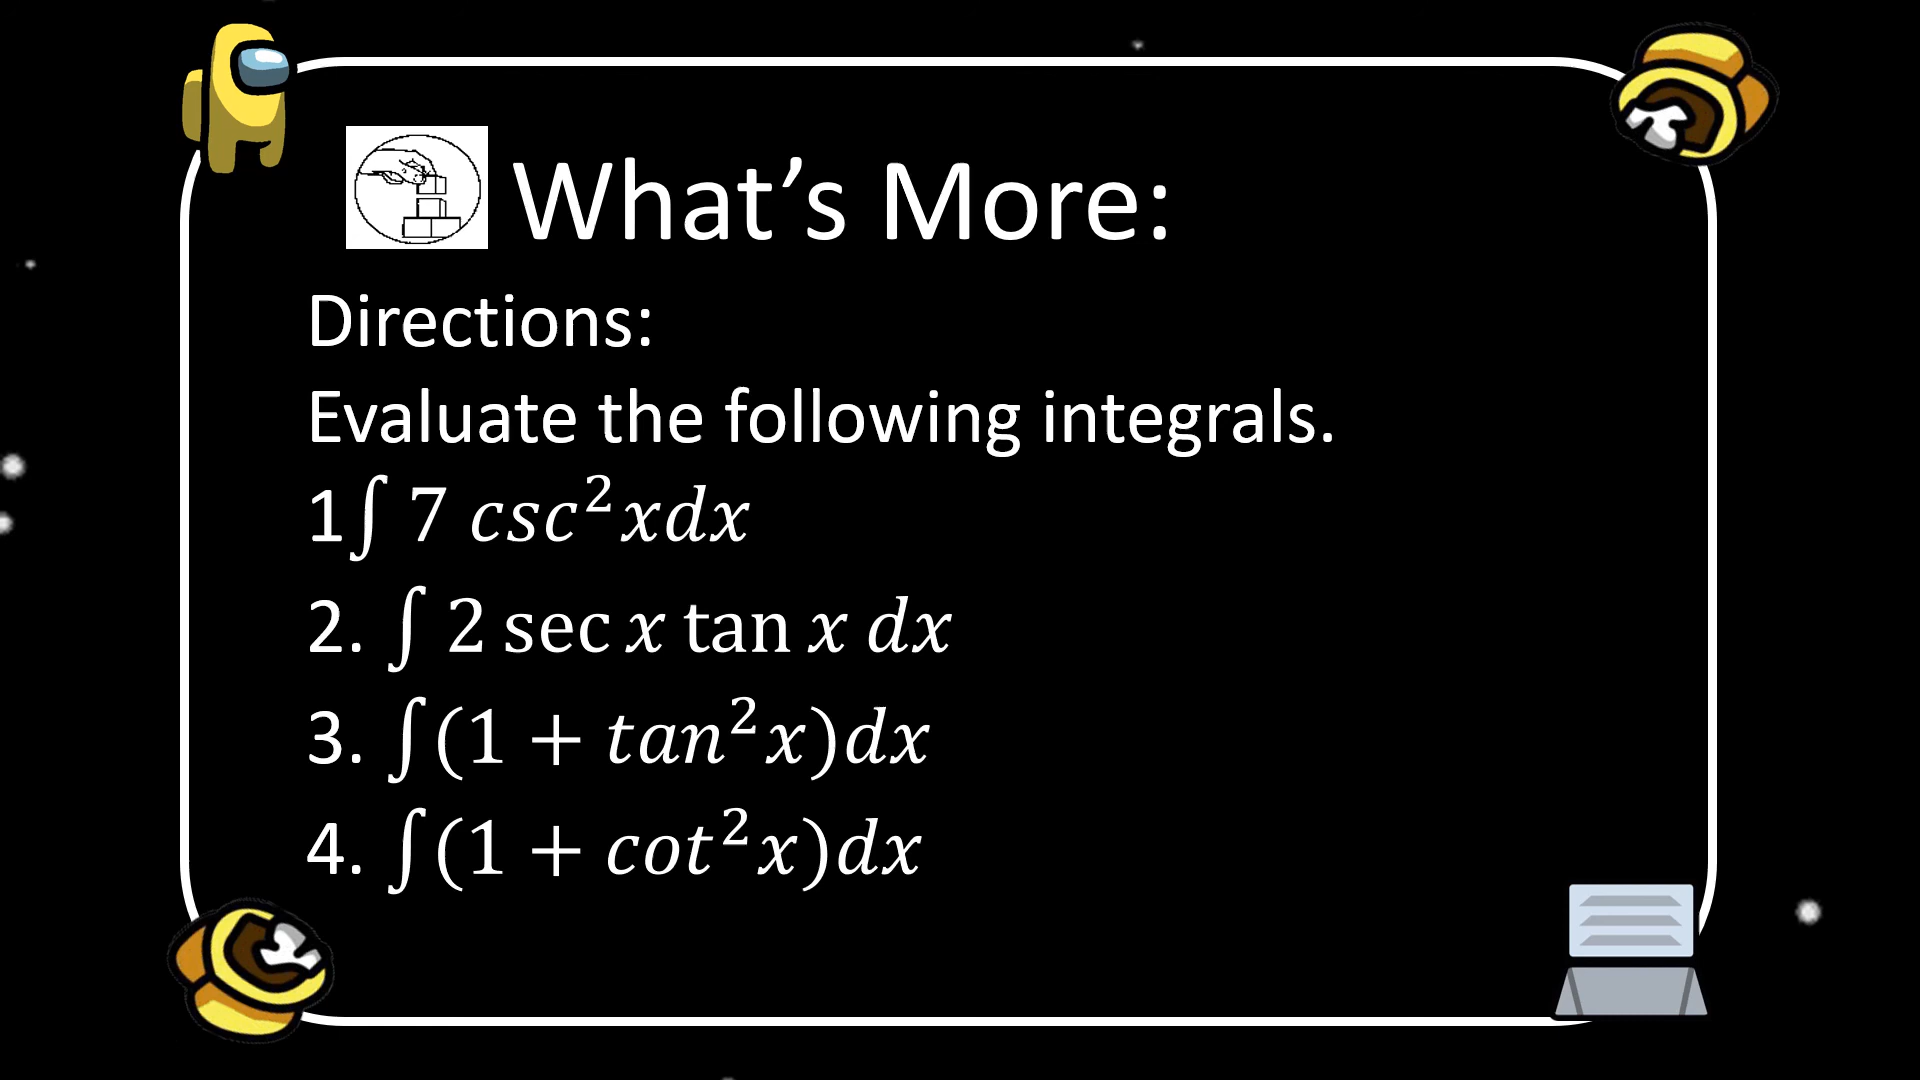 What’s More:
Directions:
Evaluate the following integrals.
1∫ 7 csc²xdx
2. ∫ 2 sec x tan x dx
3. ∫(1 + tan²x)dx
4. ∫(1 + cot²x)dx